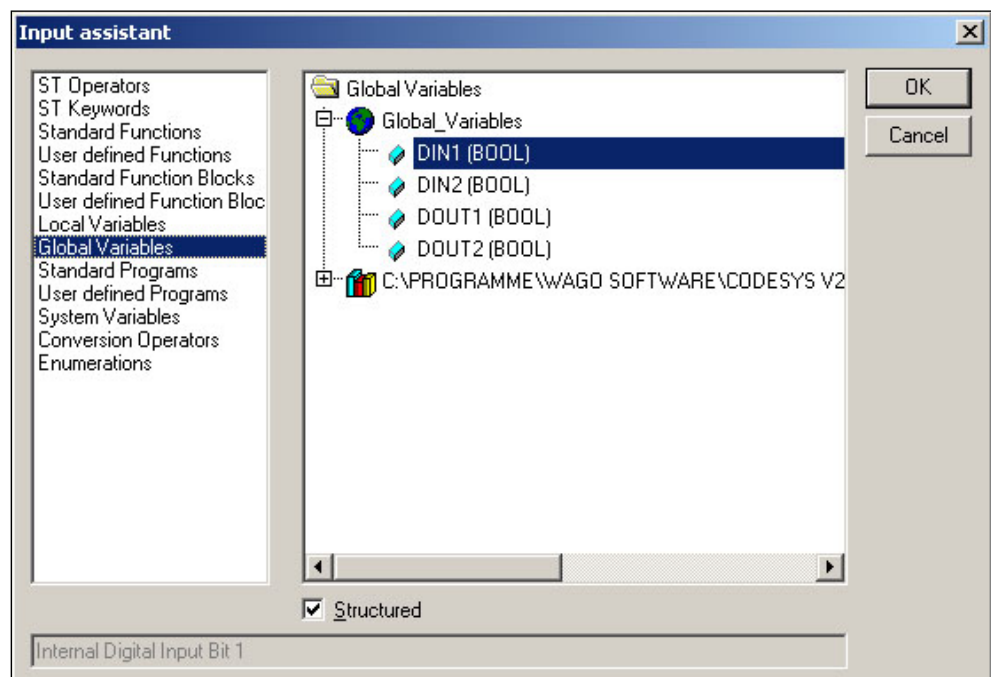 Input assistant
ST Operators
ST Keywords
Standard Functions
User defined Functions
Standard Function Blocks
User defined Function Bloc
Local Variables
Global Variables
Standard Programs
User defined Programs
System Variables
Conversion Operators
Enumerations
Global Variables
Global_Variables
DIN1 (BOOL)
DIN2 (BOOL)
DOUT1 (BOOL)
DOUT2 (BOOL)
C:\PROGRAMME\WAGO SOFTWARE\CODESYS V2
OK
Cancel
Structured
Internal Digital Input Bit 1